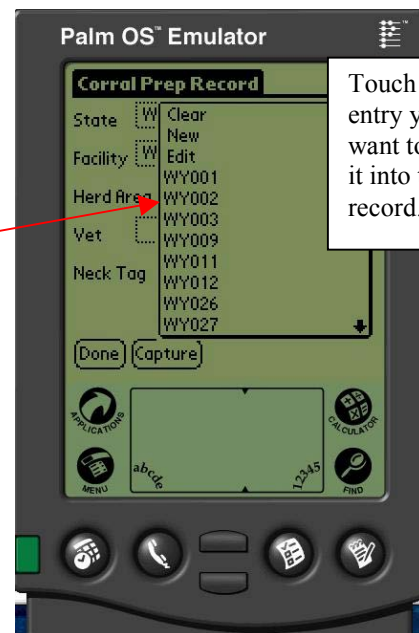 Palm OS™ Emulator
Corral Prep Record
State W
Facility W
Herd Area
Vet
Neck Tag
Clear
New
Edit
WY001
WY002
WY003
WY009
WY011
WY012
WY026
WY027
Done Capture
Touch
entry y
want to
it into
record.
APPLICATIONS
CALCULATOR
MENU
abcde
12345
FIND